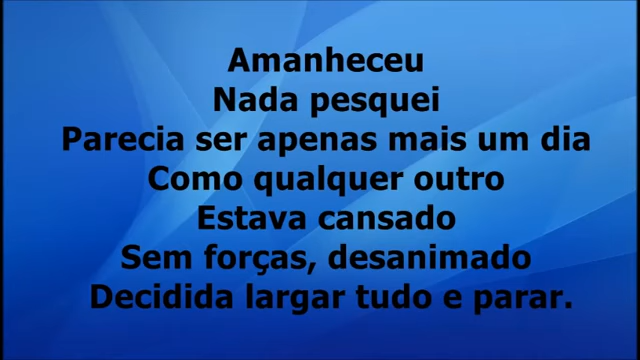 Amanheceu
Nada pesquei
Parecia ser apenas mais um dia
Como qualquer outro
Estava cansado
Sem forças, desanimado
Decidida largar tudo e parar.